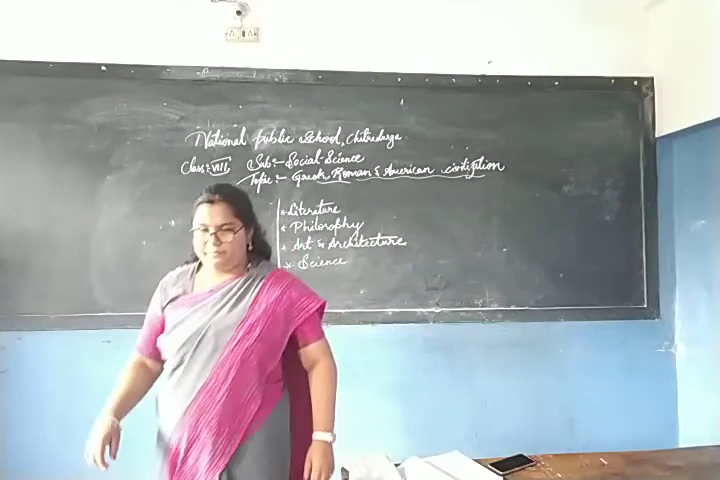 National public School, Chitradurga
Class: VIII Sub:- Social Science
Topic:- Greek, Roman & American civilization
* Literature
* Philosophy
* Art & Architecture
* Science